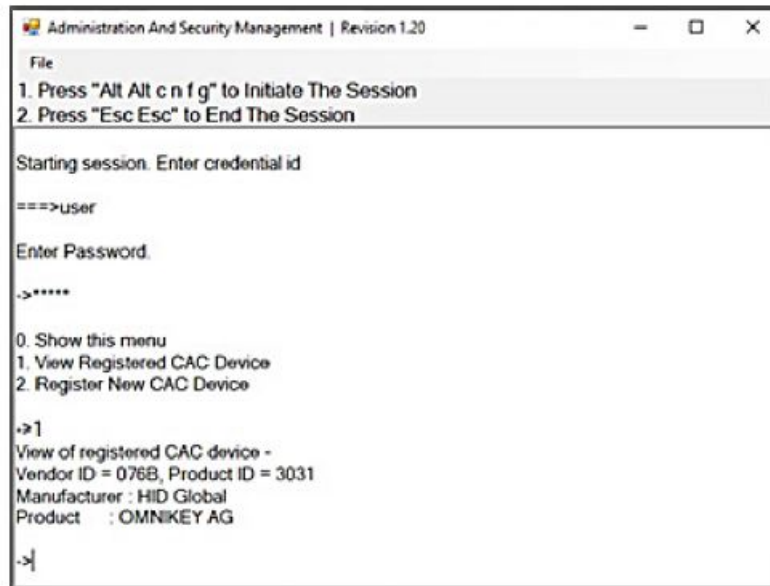 Administration And Security Management | Revision 1.20
File
1. Press "Alt Alt c n f g" to Initiate The Session
2. Press "Esc Esc" to End The Session
Starting session. Enter credential id
===>user
Enter Password.
->*****
0. Show this menu
1. View Registered CAC Device
2. Register New CAC Device
->1
View of registered CAC device -
Vendor ID = 076B, Product ID = 3031
Manufacturer : HID Global
Product : OMNIKEY AG
->